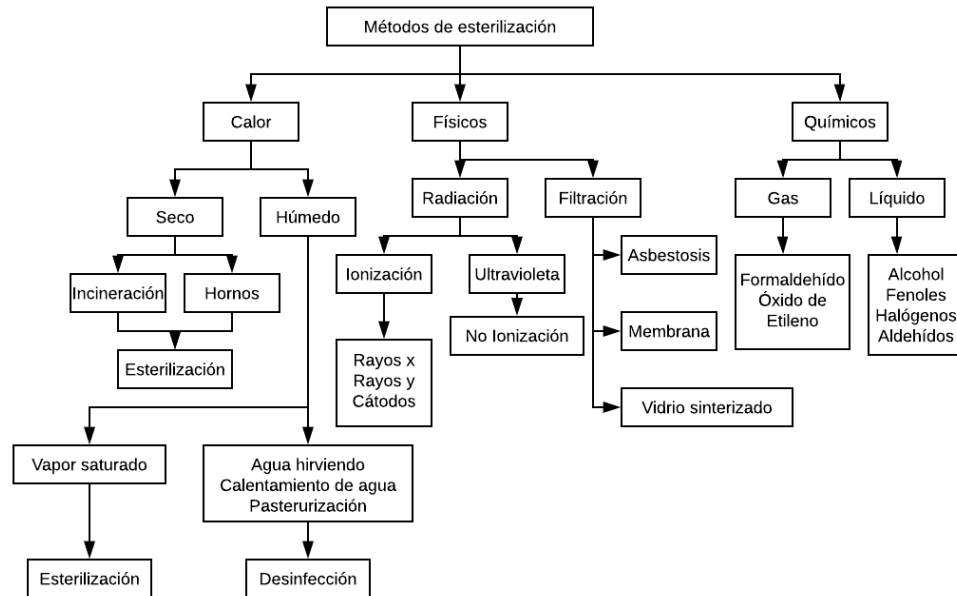 Métodos de esterilización
Calor
Físicos
Químicos
Seco
Húmedo
Radiación
Filtración
Gas
Líquido
Incineración
Hornos
Ionización
Ultravioleta
Asbestosis
Formaldehído
Óxido de
Etileno
Alcohol
Fenoles
Halógenos
Aldehídos
Esterilización
Rayos x
Rayos y
Cátodos
No Ionización
Membrana
Vidrio sinterizado
Vapor saturado
Agua hirviendo
Calentamiento de agua
Pasterurización
Esterilización
Desinfección